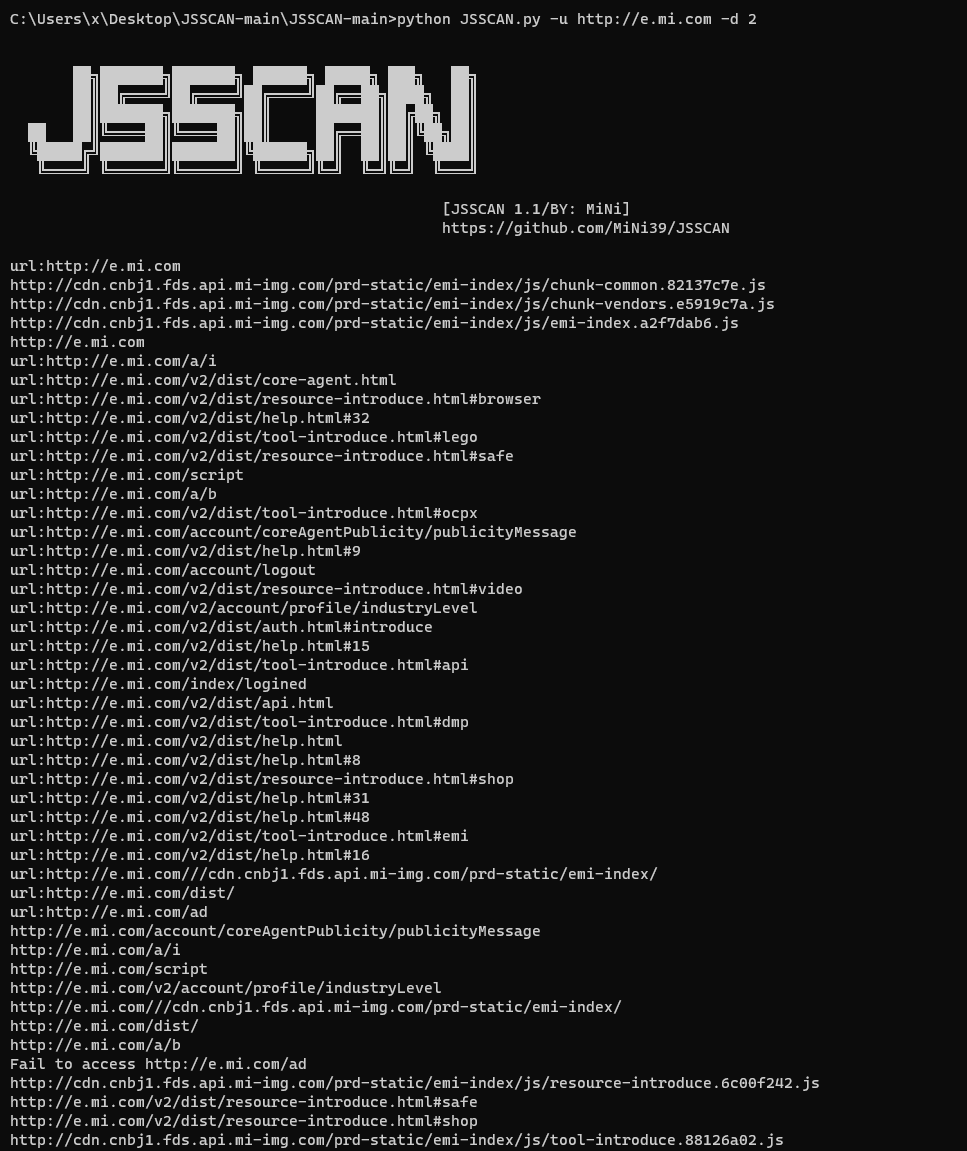 C:\Users\x\Desktop\JSSCAN-main\JSSCAN-main>python JSSCAN.py -u http://e.mi.com -d 2
JSSCAN
[JSSCAN 1.1/BY: MiNi]
https://github.com/MiNi39/JSSCAN
url:http://e.mi.com
http://cdn.cnbj1.fds.api.mi-img.com/prd-static/emi-index/js/chunk-common.82137c7e.js
http://cdn.cnbj1.fds.api.mi-img.com/prd-static/emi-index/js/chunk-vendors.e5919c7a.js
http://cdn.cnbj1.fds.api.mi-img.com/prd-static/emi-index/js/emi-index.a2f7dab6.js
http://e.mi.com
url:http://e.mi.com/a/i
url:http://e.mi.com/v2/dist/core-agent.html
url:http://e.mi.com/v2/dist/resource-introduce.html#browser
url:http://e.mi.com/v2/dist/help.html#32
url:http://e.mi.com/v2/dist/tool-introduce.html#lego
url:http://e.mi.com/v2/dist/resource-introduce.html#safe
url:http://e.mi.com/script
url:http://e.mi.com/a/b
url:http://e.mi.com/v2/dist/tool-introduce.html#ocpx
url:http://e.mi.com/account/coreAgentPublicity/publicityMessage
url:http://e.mi.com/v2/dist/help.html#9
url:http://e.mi.com/account/logout
url:http://e.mi.com/v2/dist/resource-introduce.html#video
url:http://e.mi.com/v2/account/profile/industryLevel
url:http://e.mi.com/v2/dist/auth.html#introduce
url:http://e.mi.com/v2/dist/help.html#15
url:http://e.mi.com/v2/dist/tool-introduce.html#api
url:http://e.mi.com/index/logined
url:http://e.mi.com/v2/dist/api.html
url:http://e.mi.com/v2/dist/tool-introduce.html#dmp
url:http://e.mi.com/v2/dist/help.html
url:http://e.mi.com/v2/dist/help.html#8
url:http://e.mi.com/v2/dist/resource-introduce.html#shop
url:http://e.mi.com/v2/dist/help.html#31
url:http://e.mi.com/v2/dist/help.html#48
url:http://e.mi.com/v2/dist/tool-introduce.html#emi
url:http://e.mi.com/v2/dist/help.html#16
url:http://e.mi.com///cdn.cnbj1.fds.api.mi-img.com/prd-static/emi-index/
url:http://e.mi.com/dist/
url:http://e.mi.com/ad
http://e.mi.com/account/coreAgentPublicity/publicityMessage
http://e.mi.com/a/i
http://e.mi.com/script
http://e.mi.com/v2/account/profile/industryLevel
http://e.mi.com///cdn.cnbj1.fds.api.mi-img.com/prd-static/emi-index/
http://e.mi.com/dist/
http://e.mi.com/a/b
Fail to access http://e.mi.com/ad
http://cdn.cnbj1.fds.api.mi-img.com/prd-static/emi-index/js/resource-introduce.6c00f242.js
http://e.mi.com/v2/dist/resource-introduce.html#safe
http://e.mi.com/v2/dist/resource-introduce.html#shop
http://cdn.cnbj1.fds.api.mi-img.com/prd-static/emi-index/js/tool-introduce.88126a02.js